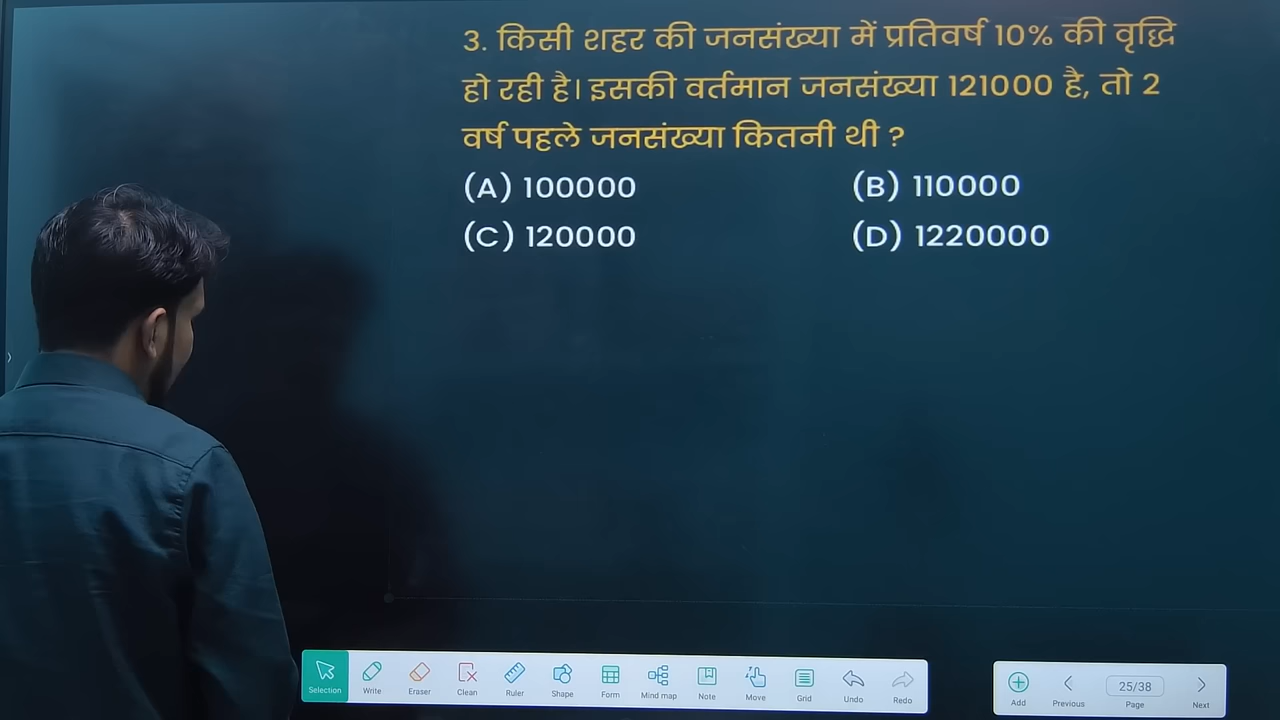 3. किसी शहर की जनसंख्या में प्रतिवर्ष 10% की वृद्धि
हो रही है। इसकी वर्तमान जनसंख्या 121000 है, तो 2
वर्ष पहले जनसंख्या कितनी थी ?
(A) 100000 (B) 110000
(C) 120000 (D) 1220000
Selection Write Eraser Clean Ruler Shape Form Mind map Note Move Grid Undo Redo
25/38
Add Previous Page Next